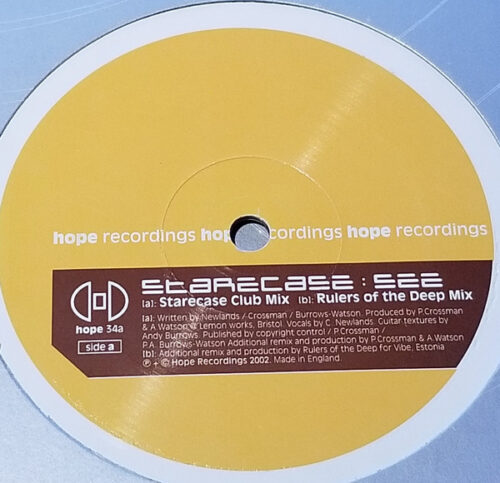 hope recordings hop cordings hope recordings
starecase : see
[a]: Starecase Club Mix [b]: Rulers of the Deep Mix
hope 34a
side a
[a]: Written by Newlands / Crossman / Burrows-Watson. Produced by P.Crossman
& A Watson @ Lemon works, Bristol. Vocals by C. Newlands. Guitar textures by
Andy Burrows. Published by copyright control / P.Crossman /
P.A. Burrows-Watson Additional remix and production by P.Crossman & A Watson
[b]: Additional remix and production by Rulers of the Deep for Vibe, Estonia
℗ + © Hope Recordings 2002. Made in England.